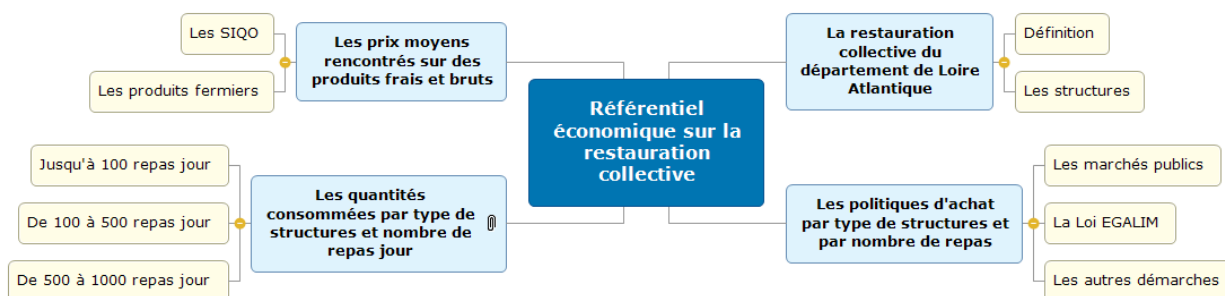 Référentiel
économique sur la
restauration
collective
Les prix moyens
rencontrés sur des
produits frais et bruts
Les SIQO
Les produits fermiers
Les quantités
consommées par type de
structures et nombre de
repas jour
Jusqu'à 100 repas jour
De 100 à 500 repas jour
De 500 à 1000 repas jour
La restauration
collective du
département de Loire
Atlantique
Définition
Les structures
Les politiques d'achat
par type de structures et
par nombre de repas
Les marchés publics
La Loi EGALIM
Les autres démarches